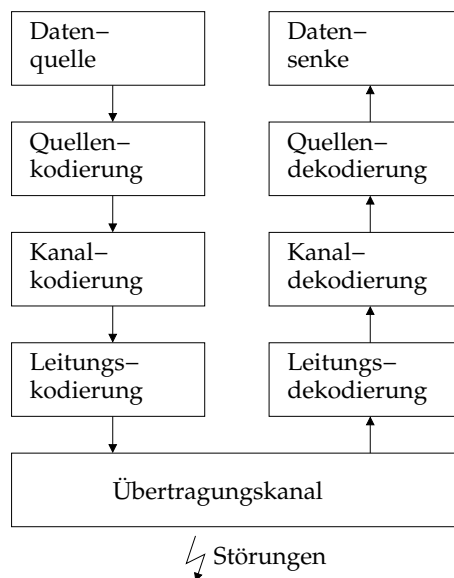 Daten–
quelle
Quellen–
kodierung
Kanal–
kodierung
Leitungs–
kodierung
Daten–
senke
Quellen–
dekodierung
Kanal–
dekodierung
Leitungs–
dekodierung
Übertragungskanal
Störungen